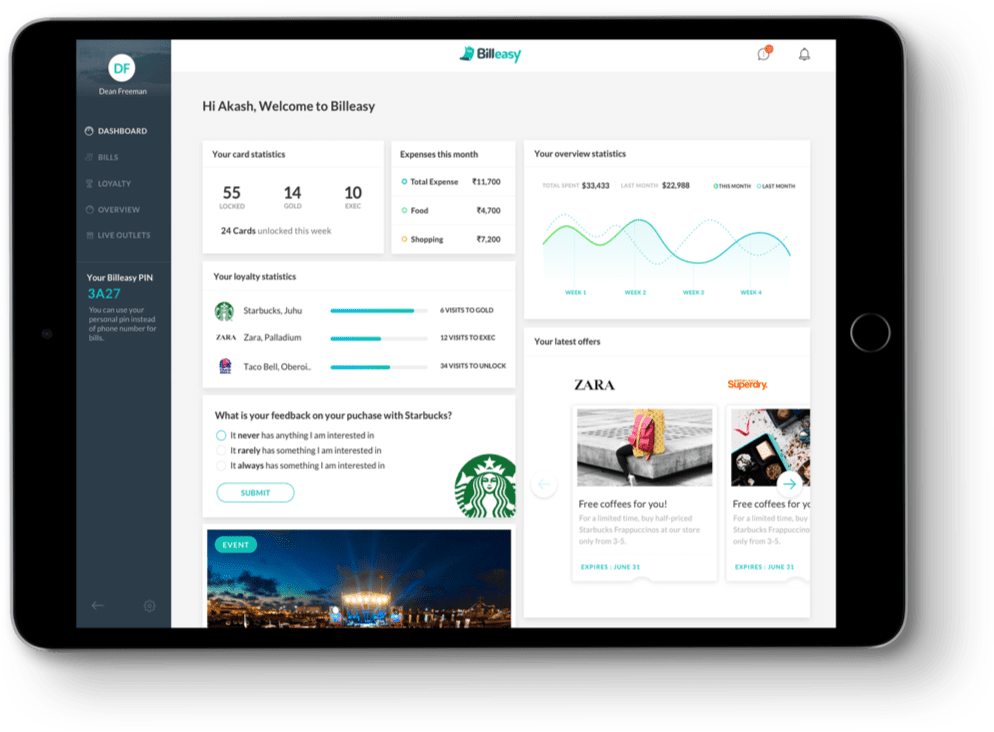 DF
Dean Freeman
DASHBOARD
BILLS
LOYALTY
OVERVIEW
LIVE OUTLETS
Your Billeasy PIN
3A27
You can use your
personal pin instead
of phone number for
bills.
Billeasy
Hi Akash, Welcome to Billeasy
Your card statistics
55 14 10
LOCKED GOLD EXEC
24 Cards unlocked this week
Expenses this month
Total Expense ₹11,700
Food ₹4,700
Shopping ₹7,200
Your overview statistics
TOTAL SPENT $33,433 LAST MONTH $22,988 THIS MONTH LAST MONTH
WEEK 1 WEEK 2 WEEK 3 WEEK 4
Your loyalty statistics
Starbucks, Juhu 6 VISITS TO GOLD
ZARA Zara, Palladium 12 VISITS TO EXEC
Taco Bell, Oberoi.. 34 VISITS TO UNLOCK
What is your feedback on your puchase with Starbucks?
It never has anything I am interested in
It rarely has something I am interested in
It always has something I am interested in
SUBMIT
EVENT
Your latest offers
ZARA
Free coffees for you!
For a limited time, buy half-priced
Starbucks Frappuccinos at our store
only from 3-5.
EXPIRES : JUNE 31
Superdry.
Free coffees for yo
For a limited time, buy
Starbucks Frappuccino
only from 3-5.
EXPIRES : JUNE 31